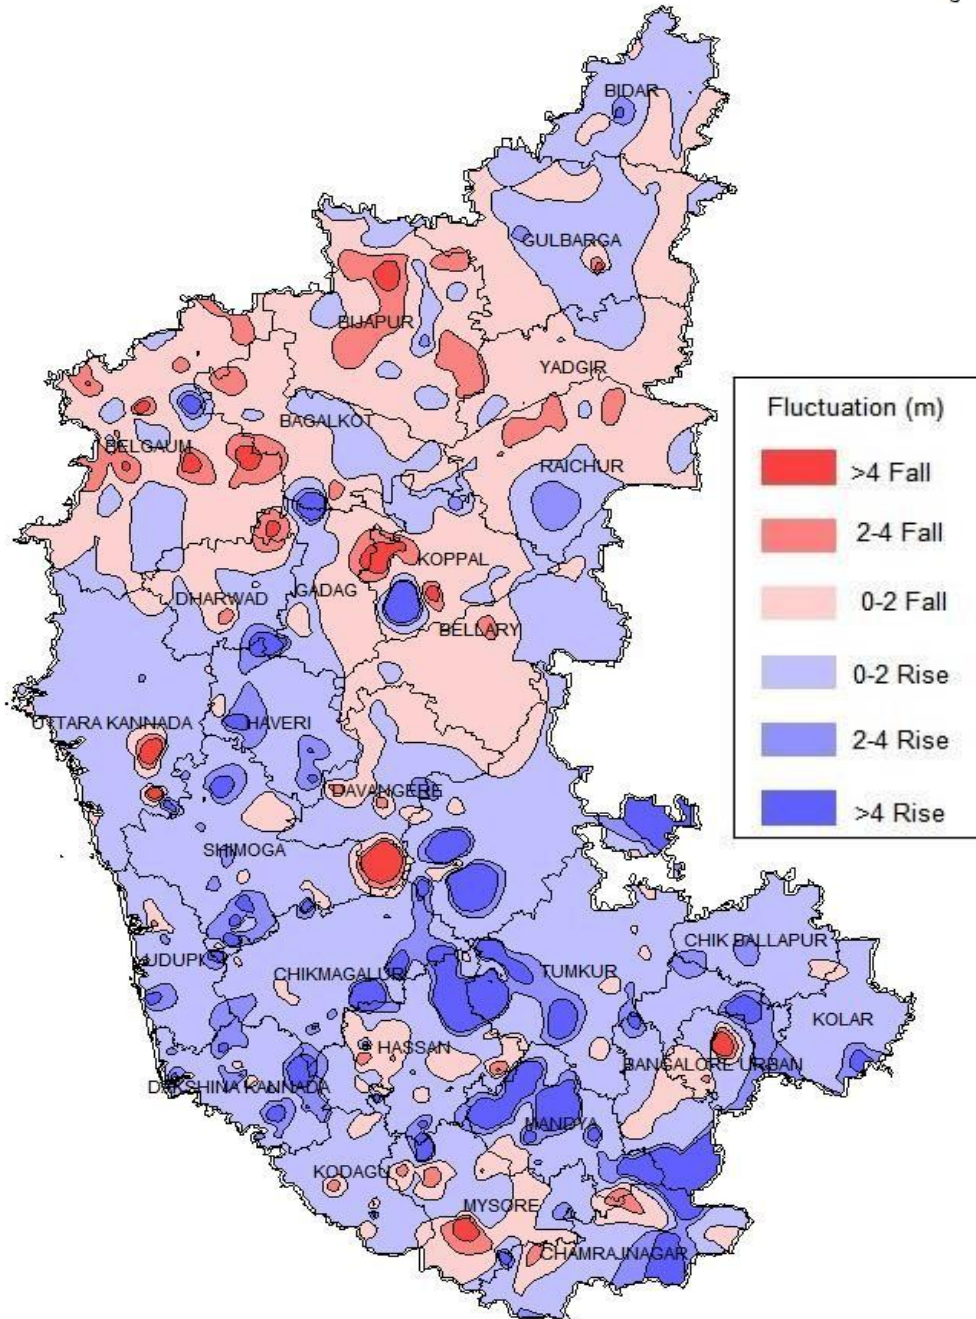 BIDAR
GULBARGA
BIJAPUR
YADGIR
Fluctuation (m)
>4 Fall
2-4 Fall
0-2 Fall
0-2 Rise
2-4 Rise
>4 Rise
BAGALKOT
BELGAUM
RAICHUR
KOPPAL
GADAG
DHARWAD
BELLARY
UTTARA KANNADA
HAVERI
DAVANGERE
SHIMOGA
CHIK BALLAPUR
UDUPI
CHIKMAGALUR
TUMKUR
KOLAR
HASSAN
BANGALORE URBAN
DAKSHINA KANNADA
MANDYA
KODAGU
MYSORE
CHAMRAJNAGAR